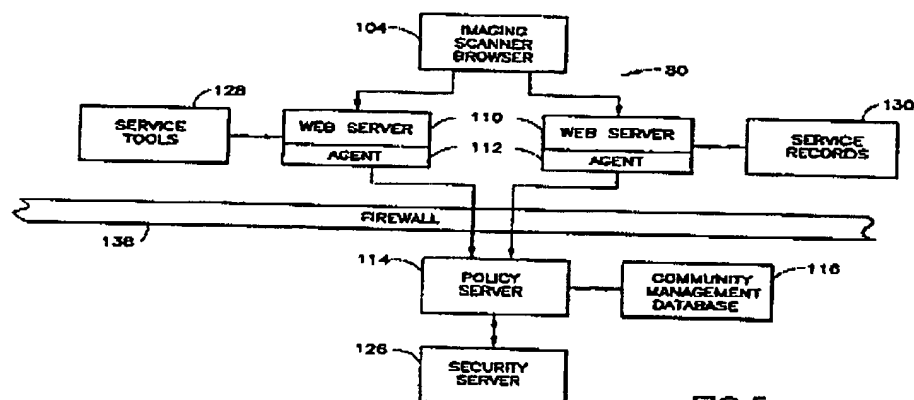 104
IMAGING
SCANNER
BROWSER
80
128
SERVICE
TOOLS
WEB SERVER
AGENT
110
112
WEB SERVER
AGENT
130
SERVICE
RECORDS
FIREWALL
138
114
POLICY
SERVER
COMMUNITY
MANAGEMENT
DATABASE
116
126
SECURITY
SERVER